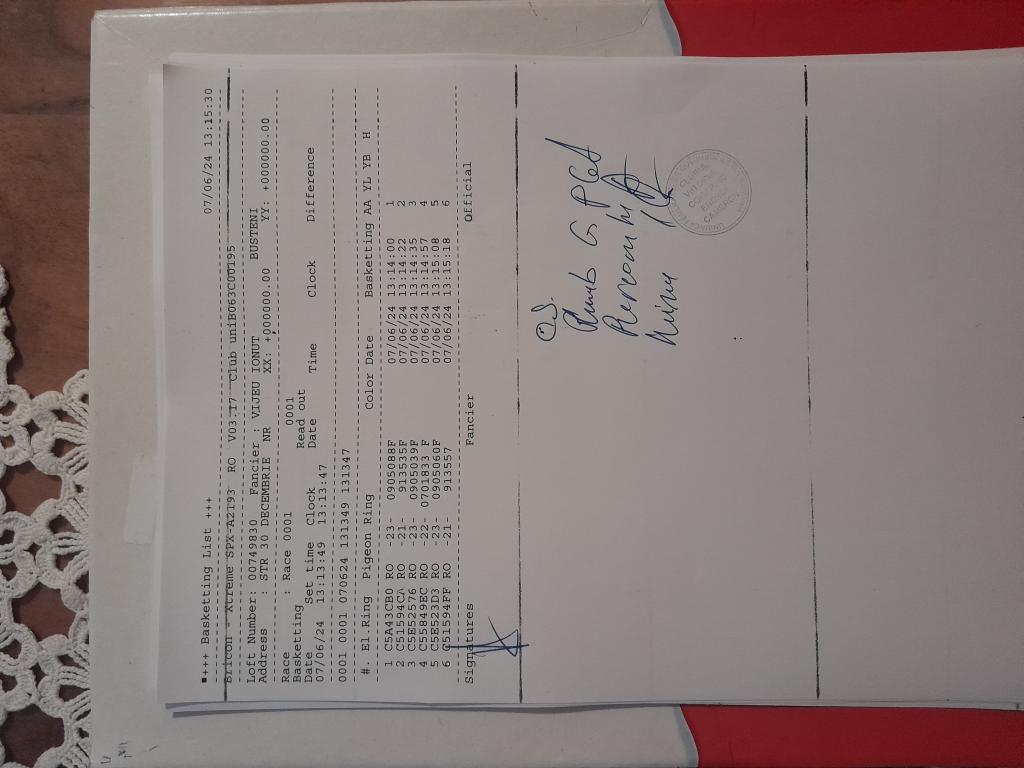 +++ Basketting List +++ 07/06/24 13:15:30
Bricon - Xtreme SPX-A2193 RO V03.17 Club uniB063C00195
Loft Number: 00749830 Fancier : VIJEU IONUT BUSTENI
Address : STR 30 DECEMBRIE NR XX: +000000.00 YY: +000000.00
Race : Race 0001 0001
Basketting Read out
Date Set time Clock Date Time Clock Difference
07/06/24 13:13:49 13:13:47
0001 0001 070624 131349 131347
#. El.Ring Pigeon Ring Color Date Basketting AA YL YB H
1 C5A43CB0 RO -23- 0905088F 07/06/24 13:14:00 1
2 C51594CA RO -21- 913535F 07/06/24 13:14:22 2
3 C5E52576 RO -23- 0905039F 07/06/24 13:14:35 3
4 C55849EC RO -22- 0701833 F 07/06/24 13:14:57 4
5 C5E523D3 RO -23- 0905060F 07/06/24 13:15:08 5
6 C51594FF RO -21- 913557 F 07/06/24 13:15:18 6
Signatures Fancier Official